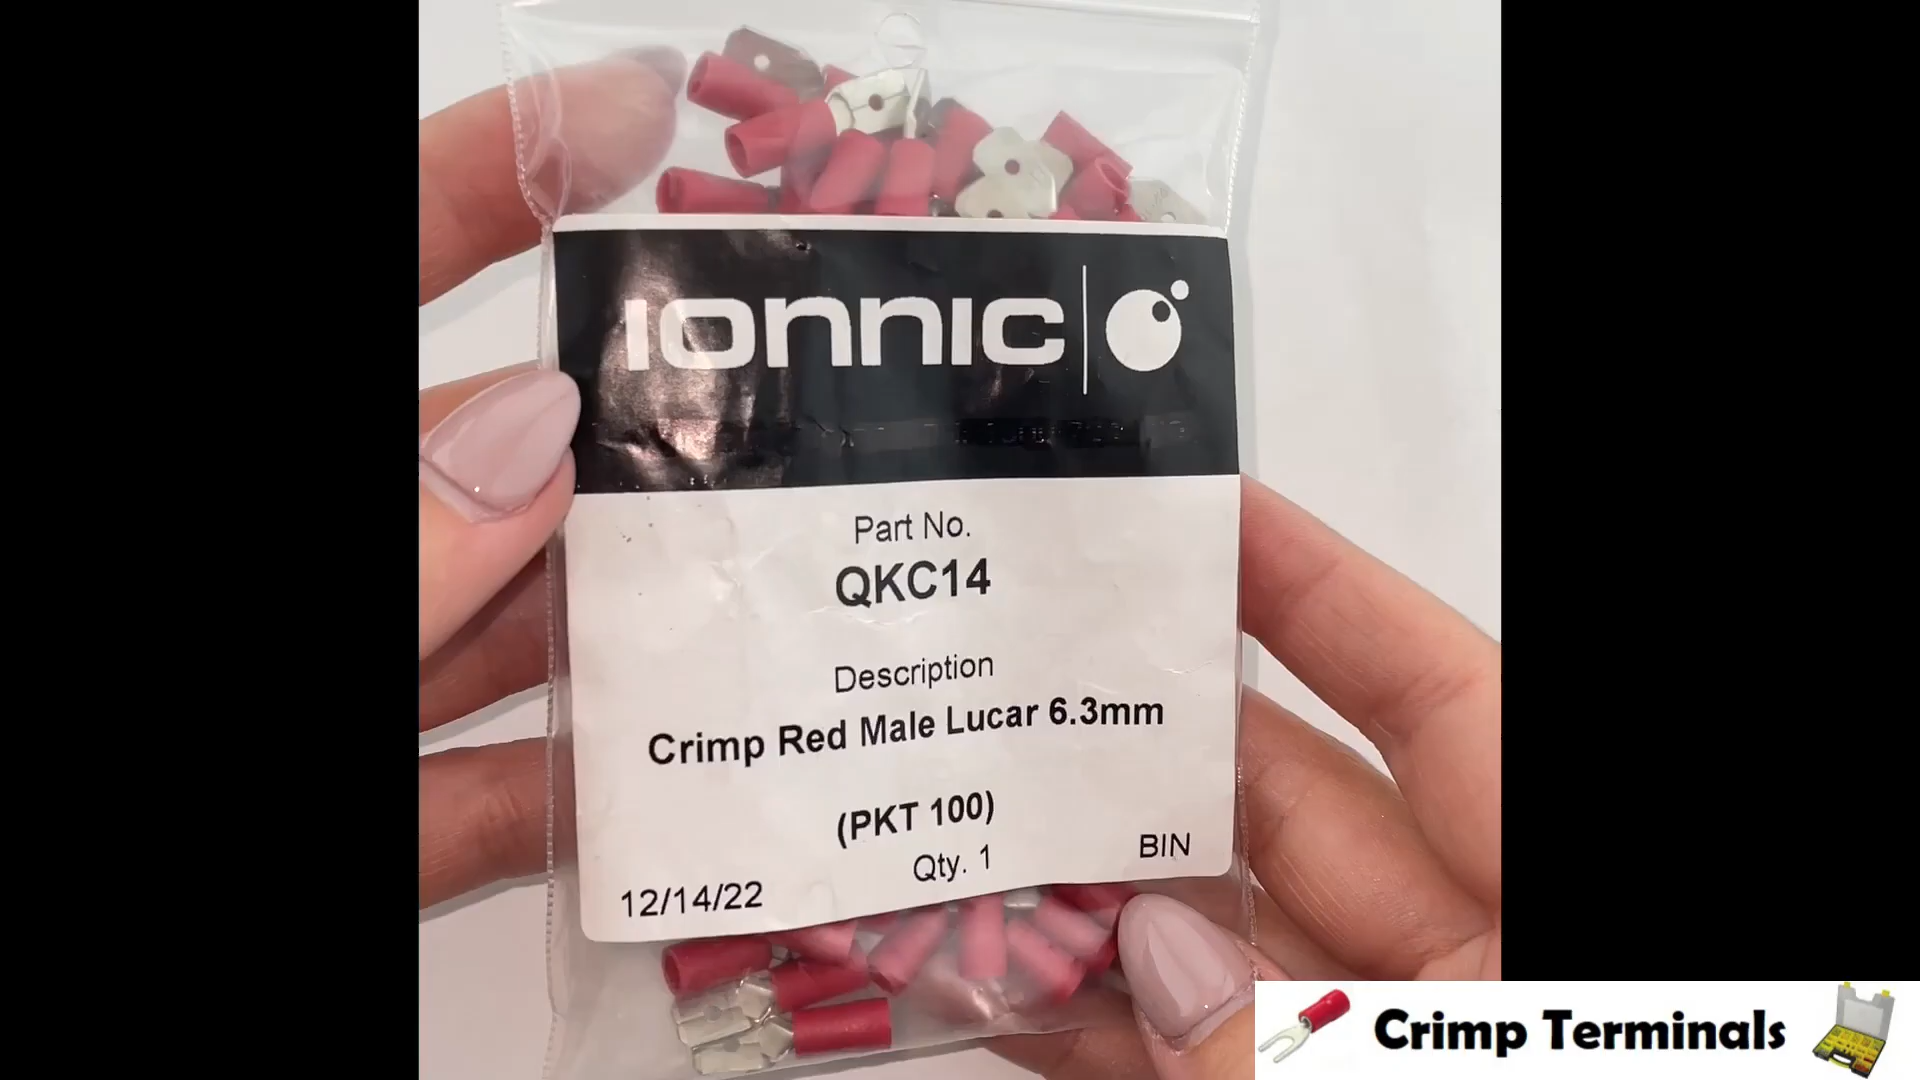 IONNIC
Part No.
QKC14
Description
Crimp Red Male Lucar 6.3mm
(PKT 100)
Qty. 1
BIN
12/14/22
Crimp Terminals